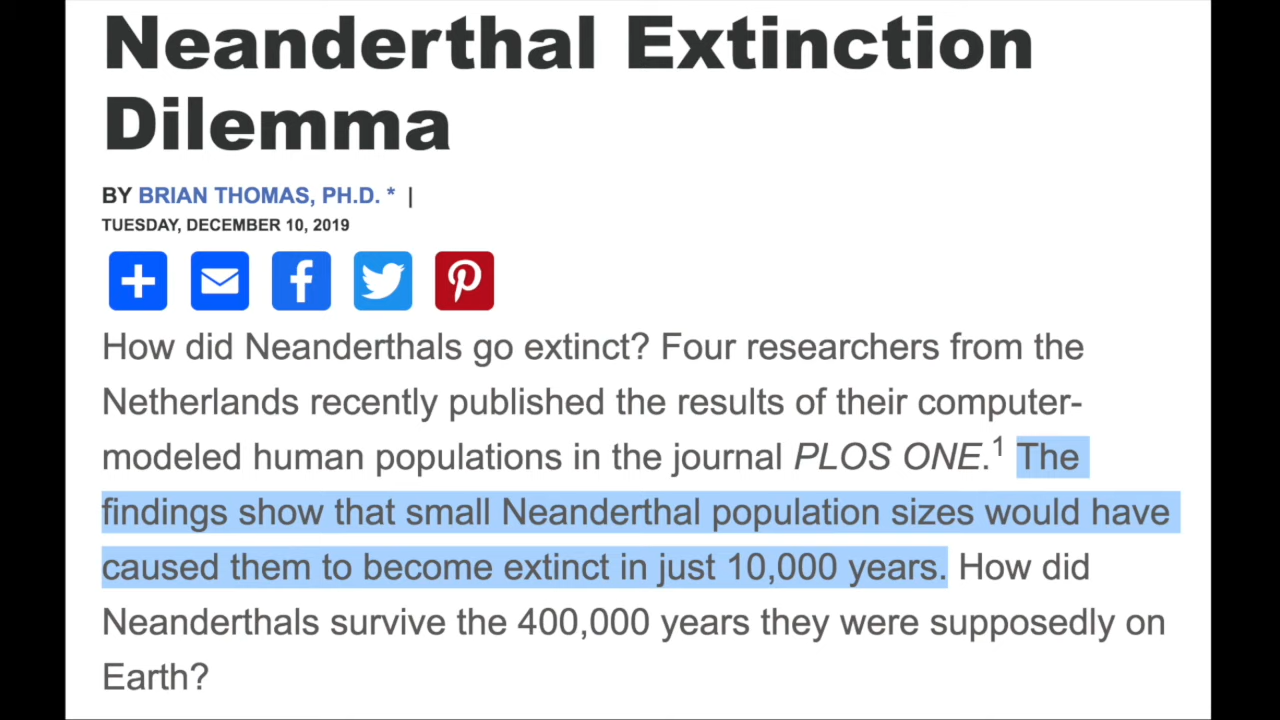 Neanderthal Extinction
Dilemma
BY BRIAN THOMAS, PH.D. * |
TUESDAY, DECEMBER 10, 2019
How did Neanderthals go extinct? Four researchers from the
Netherlands recently published the results of their computer-
modeled human populations in the journal PLOS ONE.1 The
findings show that small Neanderthal population sizes would have
caused them to become extinct in just 10,000 years. How did
Neanderthals survive the 400,000 years they were supposedly on
Earth?